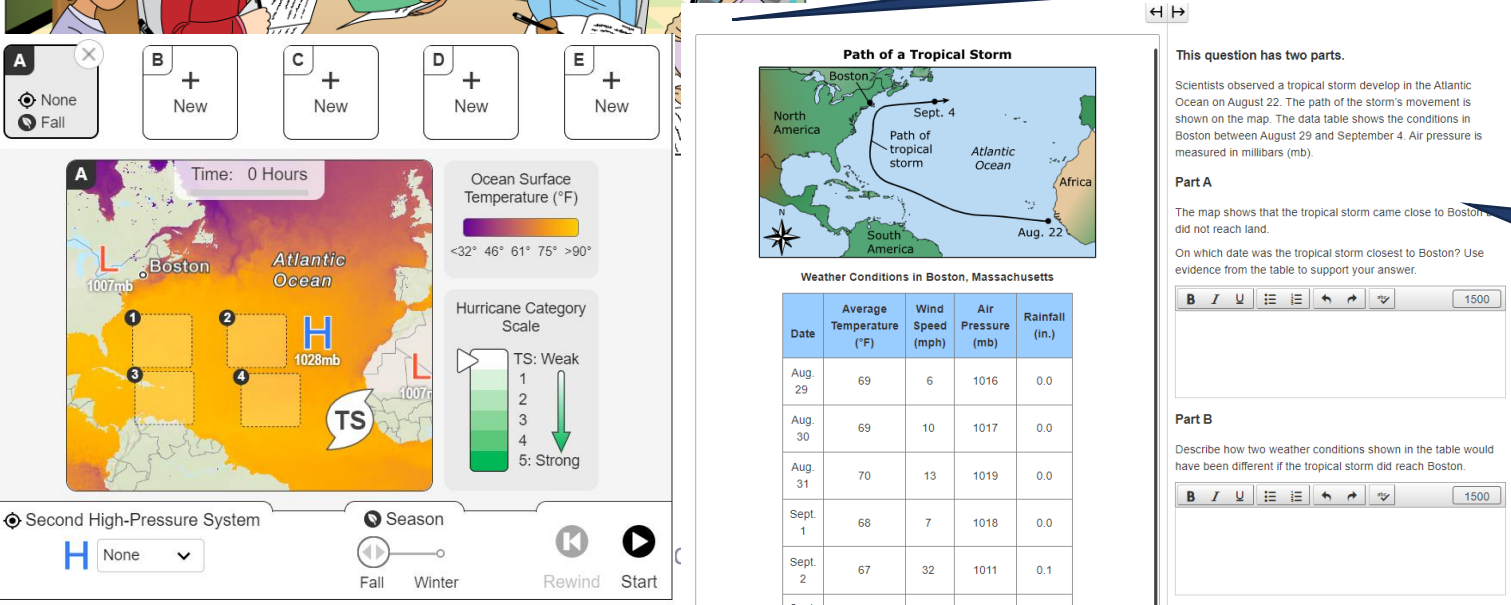 A
None
Fall
B
+
New
C
+
New
D
+
New
E
+
New
A
Time: 0 Hours
L
1007mb
Boston
Atlantic
Ocean
1
2
H
1028mb
3
4
L
TS
Ocean Surface
Temperature (°F)
<32° 46° 61° 75° >90°
Hurricane Category
Scale
TS: Weak
1
2
3
4
5: Strong
Second High-Pressure System
H None
Season
Fall Winter
Rewind Start
Path of a Tropical Storm
Boston
North
America
Sept. 4
Path of
tropical
storm
Atlantic
Ocean
Africa
N
Aug. 22
South
America
Weather Conditions in Boston, Massachusetts
Date Average Temperature (°F) Wind Speed (mph) Air Pressure (mb) Rainfall (in.)
Aug. 29 69 6 1016 0.0
Aug. 30 69 10 1017 0.0
Aug. 31 70 13 1019 0.0
Sept. 1 68 7 1018 0.0
Sept. 2 67 32 1011 0.1
This question has two parts.
Scientists observed a tropical storm develop in the Atlantic
Ocean on August 22. The path of the storm's movement is
shown on the map. The data table shows the conditions in
Boston between August 29 and September 4. Air pressure is
measured in millibars (mb).
Part A
The map shows that the tropical storm came close to Boston
did not reach land.
On which date was the tropical storm closest to Boston? Use
evidence from the table to support your answer.
B I U 1500
Part B
Describe how two weather conditions shown in the table would
have been different if the tropical storm did reach Boston.
B I U 1500